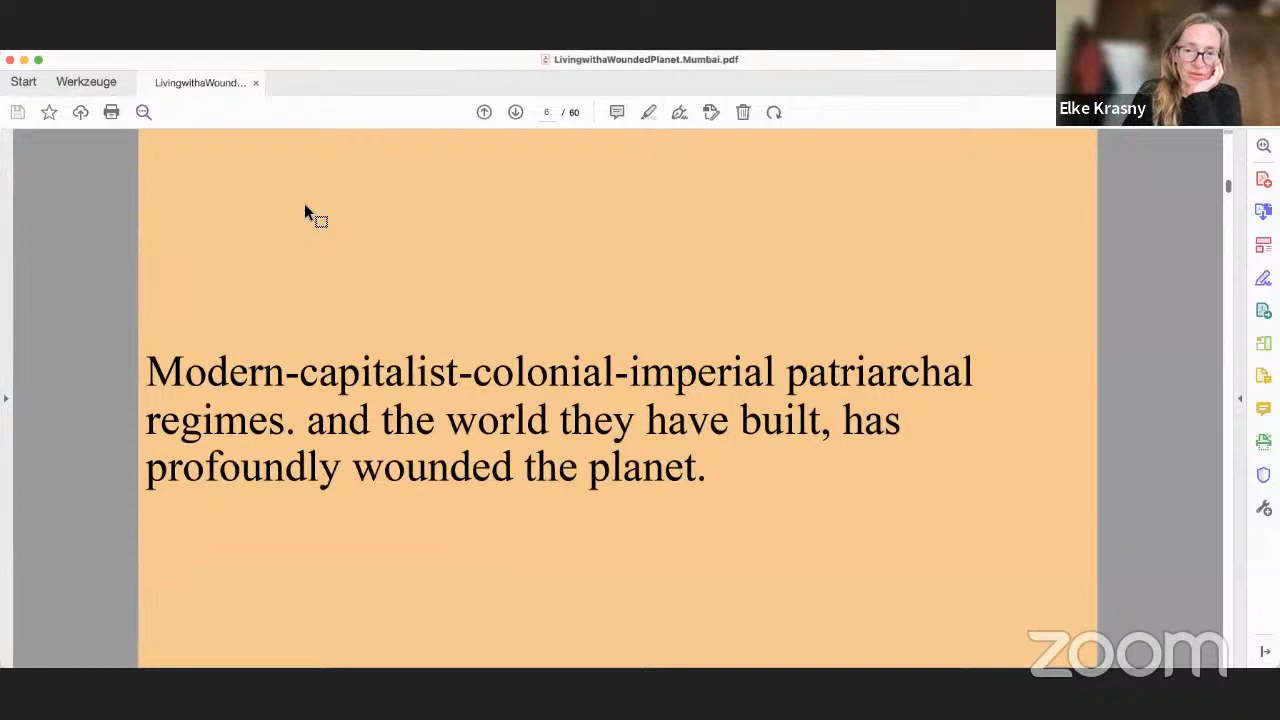 LivingwithaWoundedPlanet.Mumbai.pdf
Start Werkzeuge LivingwithaWound... ×
6 / 60
Elke Krasny
Modern-capitalist-colonial-imperial patriarchal
regimes. and the world they have built, has
profoundly wounded the planet.
zoom